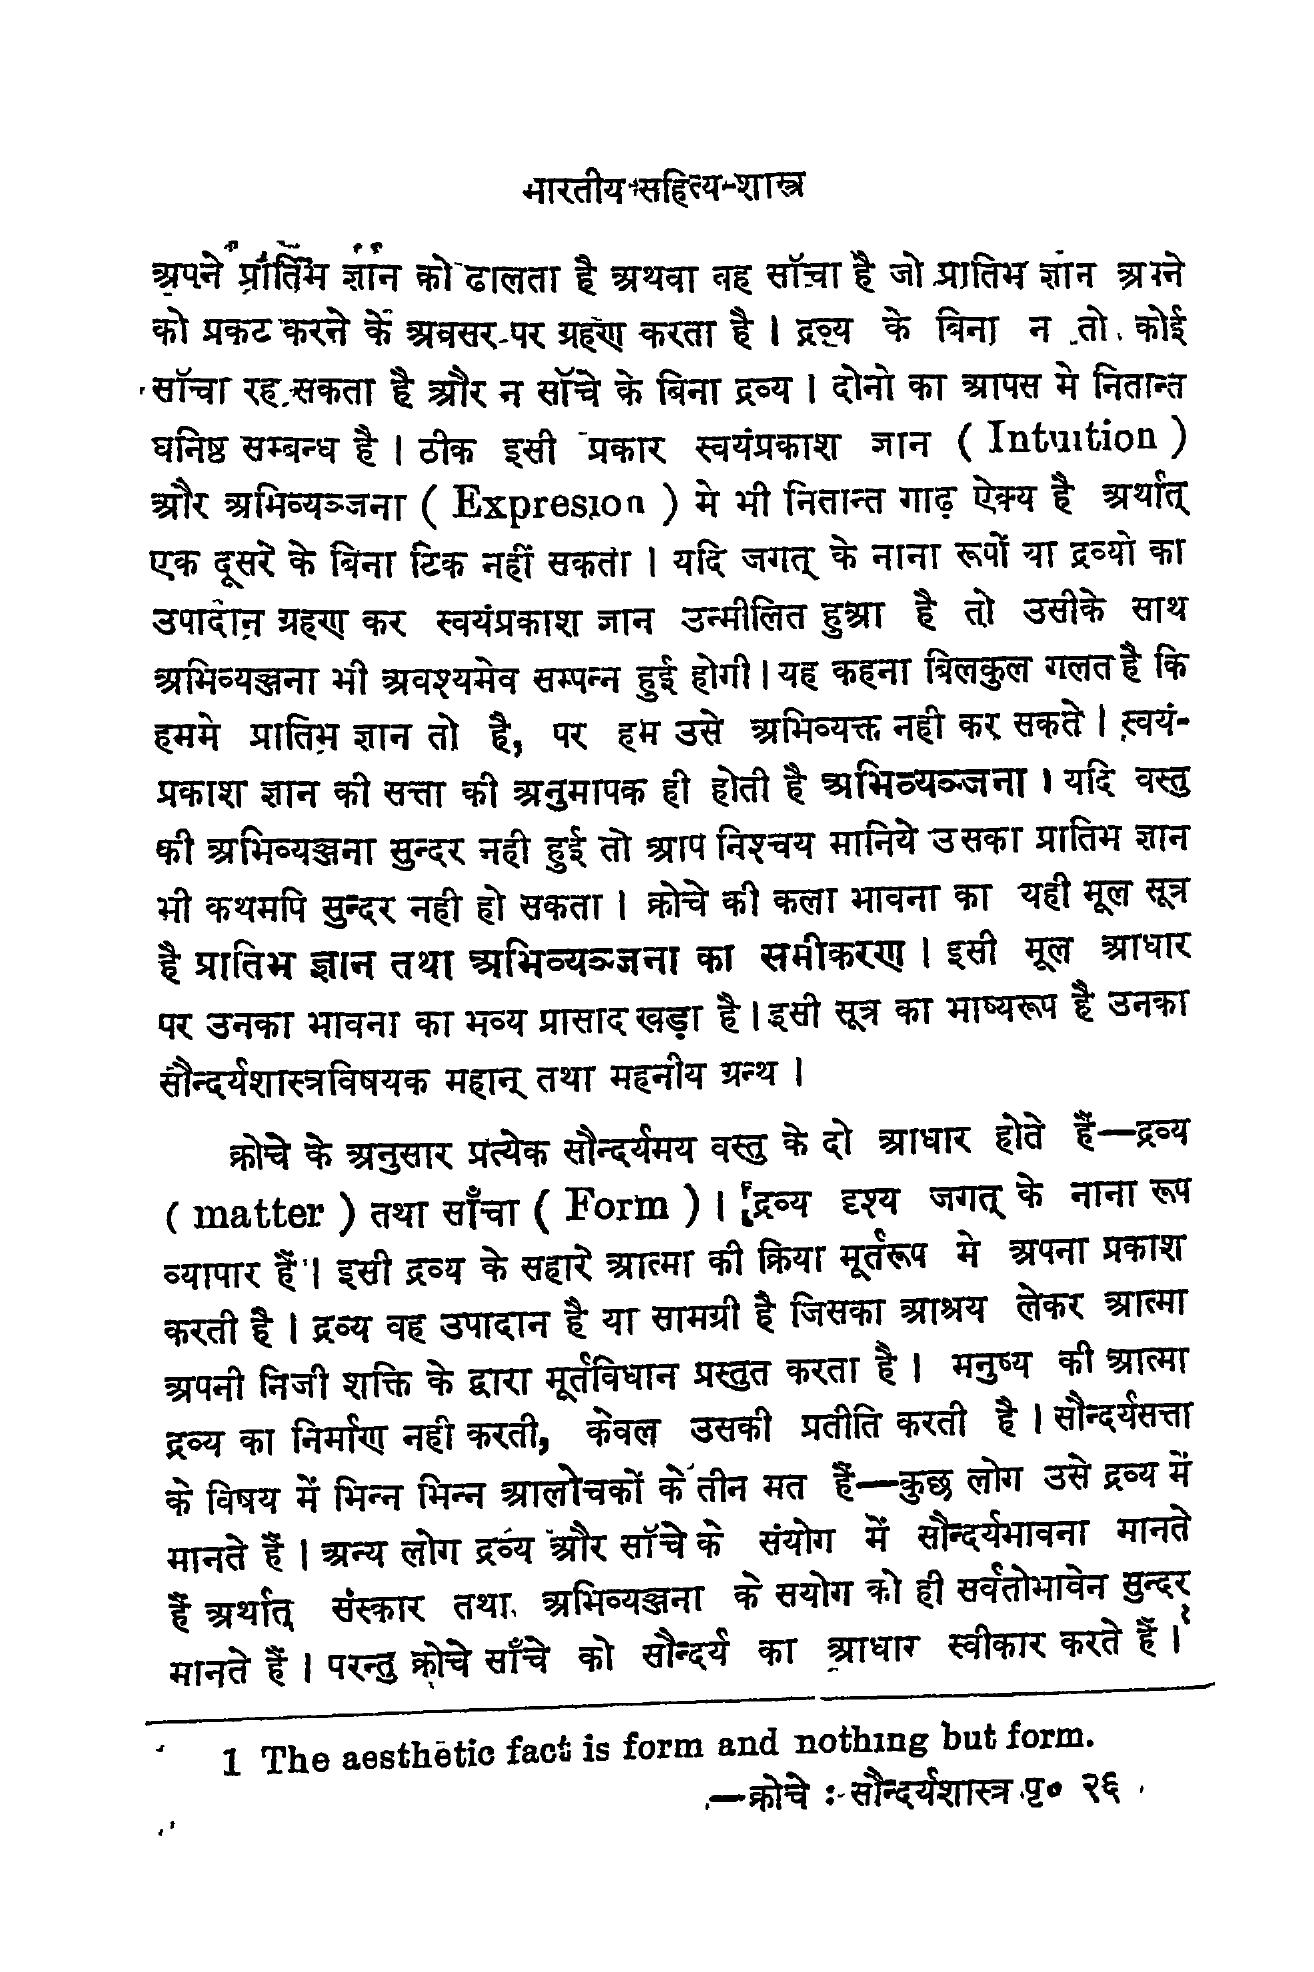 भारतीय सहित्य-शास्त्र
अपने प्रातिभ ज्ञान को ढालता है अथवा वह सॉचा है जो प्रातिभ ज्ञान अपने
को प्रकट करने के अवसर पर ग्रहण करता है । द्रव्य के बिना न तो कोई
सॉचा रह सकता है और न सॉचे के बिना द्रव्य । दोनो का आपस मे नितान्त
घनिष्ठ सम्बन्ध है । ठीक इसी प्रकार स्वयंप्रकाश ज्ञान ( Intuition )
और अभिव्यञ्जना ( Expresion ) मे भी नितान्त गाढ़ ऐक्य है अर्थात्
एक दूसरे के बिना टिक नहीं सकता । यदि जगत् के नाना रूपों या द्रव्यो का
उपादान ग्रहण कर स्वयंप्रकाश ज्ञान उन्मीलित हुआ है तो उसीके साथ
अभिव्यञ्जना भी अवश्यमेव सम्पन्न हुई होगी । यह कहना बिलकुल गलत है कि
हममे प्रातिभ ज्ञान तो है, पर हम उसे अभिव्यक्त नही कर सकते । स्वयं-
प्रकाश ज्ञान की सत्ता की अनुमापक ही होती है अभिव्यञ्जना । यदि वस्तु
की अभिव्यञ्जना सुन्दर नही हुई तो आप निश्चय मानिये उसका प्रातिभ ज्ञान
भी कथमपि सुन्दर नही हो सकता । क्रोचे की कला भावना का यही मूल सूत्र
है प्रातिभ ज्ञान तथा अभिव्यञ्जना का समीकरण । इसी मूल आधार
पर उनका भावना का भव्य प्रासाद खड़ा है । इसी सूत्र का भाष्यरूप है उनका
सौन्दर्यशास्त्रविषयक महान् तथा महनीय ग्रन्थ ।
क्रोचे के अनुसार प्रत्येक सौन्दर्यमय वस्तु के दो आधार होते हैं—द्रव्य
( matter ) तथा साँचा ( Form ) । द्रव्य दृश्य जगत् के नाना रूप
व्यापार हैं । इसी द्रव्य के सहारे आत्मा की क्रिया मूर्तरूप मे अपना प्रकाश
करती है । द्रव्य वह उपादान है या सामग्री है जिसका आश्रय लेकर आत्मा
अपनी निजी शक्ति के द्वारा मूर्तविधान प्रस्तुत करता है । मनुष्य की आत्मा
द्रव्य का निर्माण नही करती, केवल उसकी प्रतीति करती है । सौन्दर्यसत्ता
के विषय में भिन्न भिन्न आलोचकों के तीन मत हैं—कुछ लोग उसे द्रव्य में
मानते हैं । अन्य लोग द्रव्य और सॉचे के संयोग में सौन्दर्यभावना मानते
हैं अर्थात् संस्कार तथा अभिव्यञ्जना के सयोग को ही सर्वतोभावेन सुन्दर
मानते हैं । परन्तु क्रोचे साँचे को सौन्दर्य का आधार स्वीकार करते हैं ।¹
1 The aesthetic fact is form and nothing but form.
—क्रोचे : सौन्दर्यशास्त्र पृ० २६